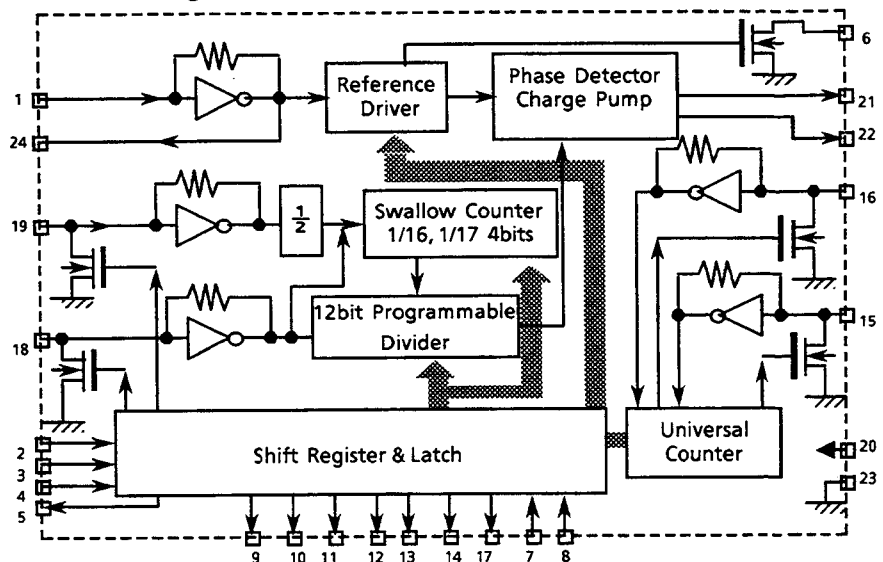 6
Reference
Driver
Phase Detector
Charge Pump
1
21
24
22
19
1/2
Swallow Counter
1/16, 1/17 4bits
16
18
12bit Programmable
Divider
15
Shift Register & Latch
Universal
Counter
2
3
4
5
20
23
9 10 11 12 13 14 17 7 8